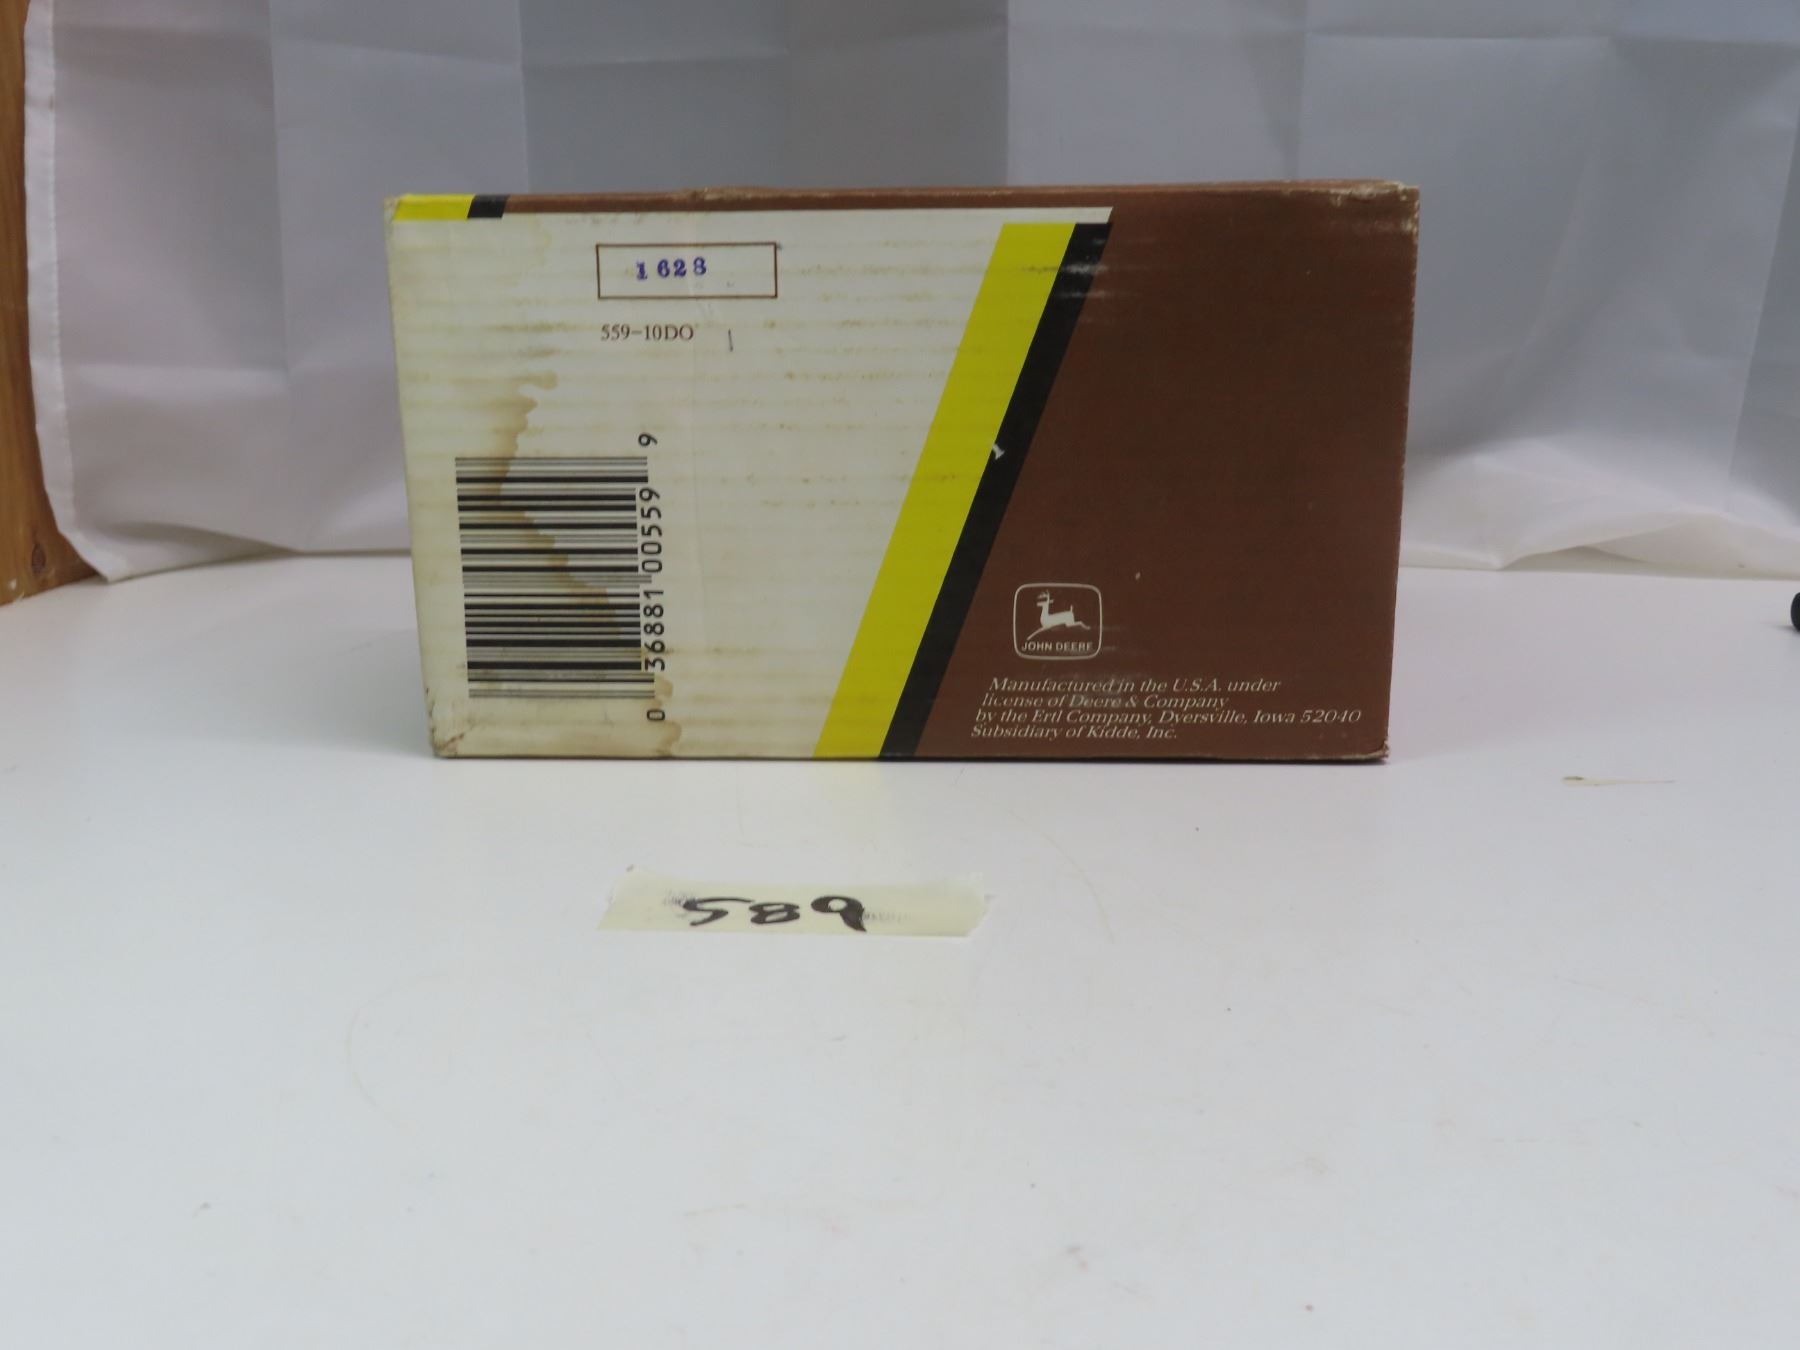 1628
559-10DO
0 36881 00559 9
JOHN DEERE
Manufactured in the U.S.A. under
license of Deere & Company
by the Ertl Company, Dyersville, Iowa 52040
Subsidiary of Kidde, Inc.
589